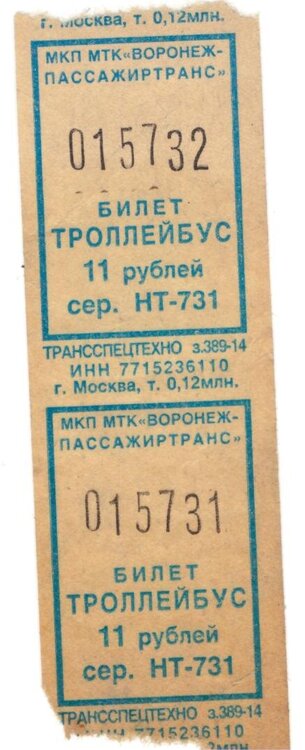 г. Москва, т. 0,12млн.
МКП МТК«ВОРОНЕЖ-
ПАССАЖИРТРАНС»
015732
БИЛЕТ
ТРОЛЛЕЙБУС
11 рублей
сер. НТ-731
ТРАНССПЕЦТЕХНО з.389-14
ИНН 7715236110
г. Москва, т. 0,12млн.
МКП МТК«ВОРОНЕЖ-
ПАССАЖИРТРАНС»
015731
БИЛЕТ
ТРОЛЛЕЙБУС
11 рублей
сер. НТ-731
ТРАНССПЕЦТЕХНО з.389-14
ИНН 7715236110